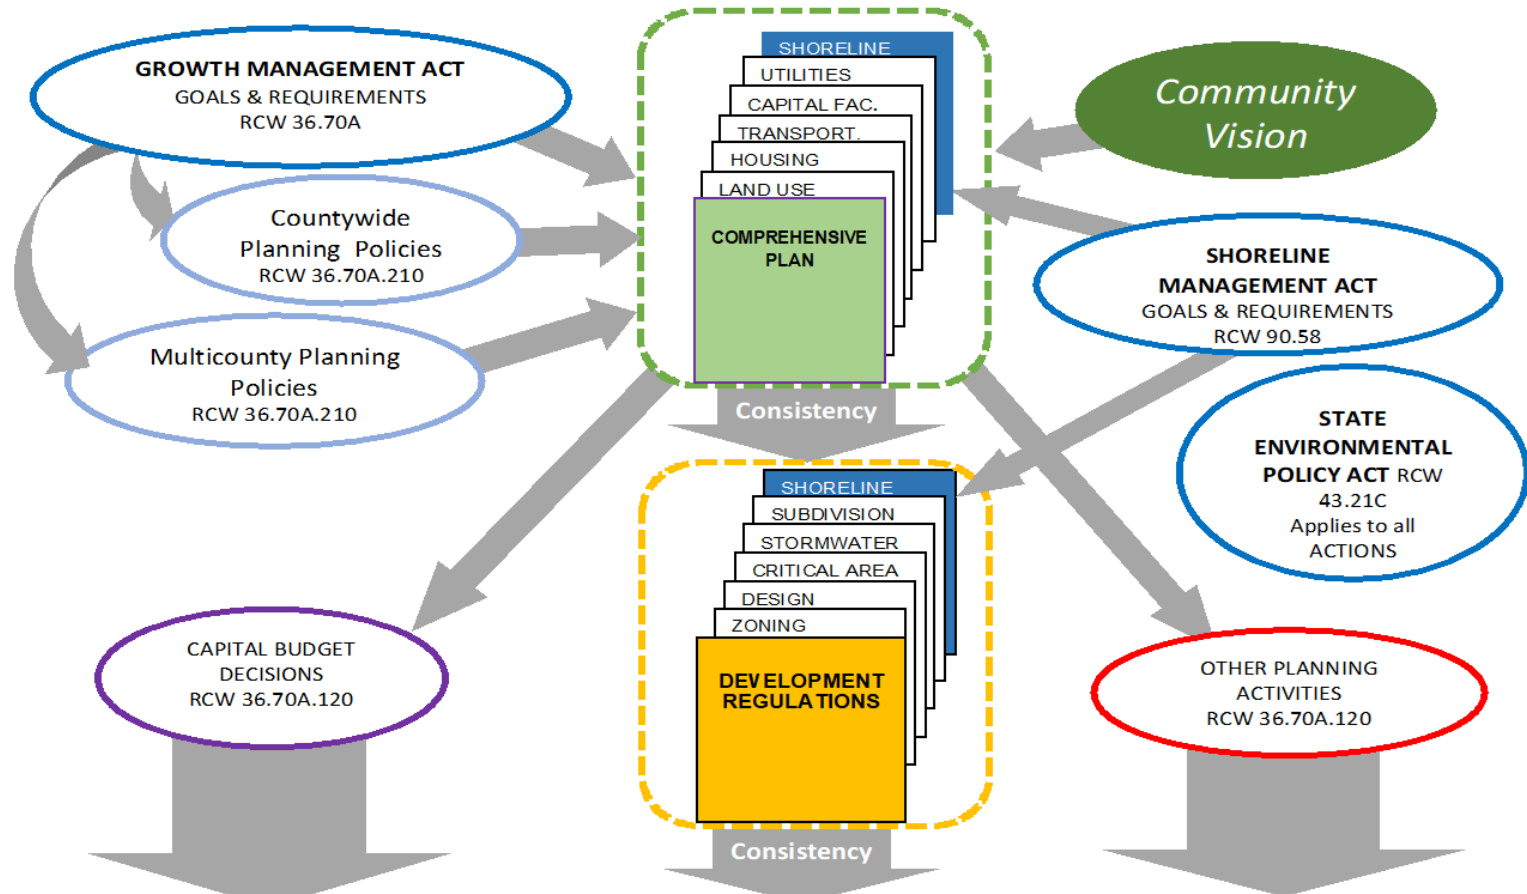 GROWTH MANAGEMENT ACT
GOALS & REQUIREMENTS
RCW 36.70A
Countywide
Planning Policies
RCW 36.70A.210
Multicounty Planning
Policies
RCW 36.70A.210
SHORELINE
UTILITIES
CAPITAL FAC.
TRANSPORT.
HOUSING
LAND USE
COMPREHENSIVE
PLAN
Community
Vision
SHORELINE
MANAGEMENT ACT
GOALS & REQUIREMENTS
RCW 90.58
STATE
ENVIRONMENTAL
POLICY ACT RCW
43.21C
Applies to all
ACTIONS
Consistency
SHORELINE
SUBDIVISION
STORMWATER
CRITICAL AREA
DESIGN
ZONING
DEVELOPMENT
REGULATIONS
CAPITAL BUDGET
DECISIONS
RCW 36.70A.120
OTHER PLANNING
ACTIVITIES
RCW 36.70A.120
Consistency